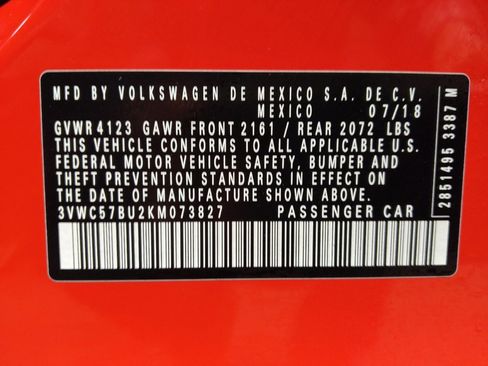 MFD BY VOLKSWAGEN DE MEXICO S.A. DE C.V.
MEXICO 07/18
GVWR 4123 GAWR FRONT 2161 / REAR 2072 LBS
THIS VEHICLE CONFORMS TO ALL APPLICABLE U.S.
FEDERAL MOTOR VEHICLE SAFETY, BUMPER AND
THEFT PREVENTION STANDARDS IN EFFECT ON
THE DATE OF MANUFACTURE SHOWN ABOVE.
3VWC57BU2KM073827 PASSENGER CAR
2851495 3387 M